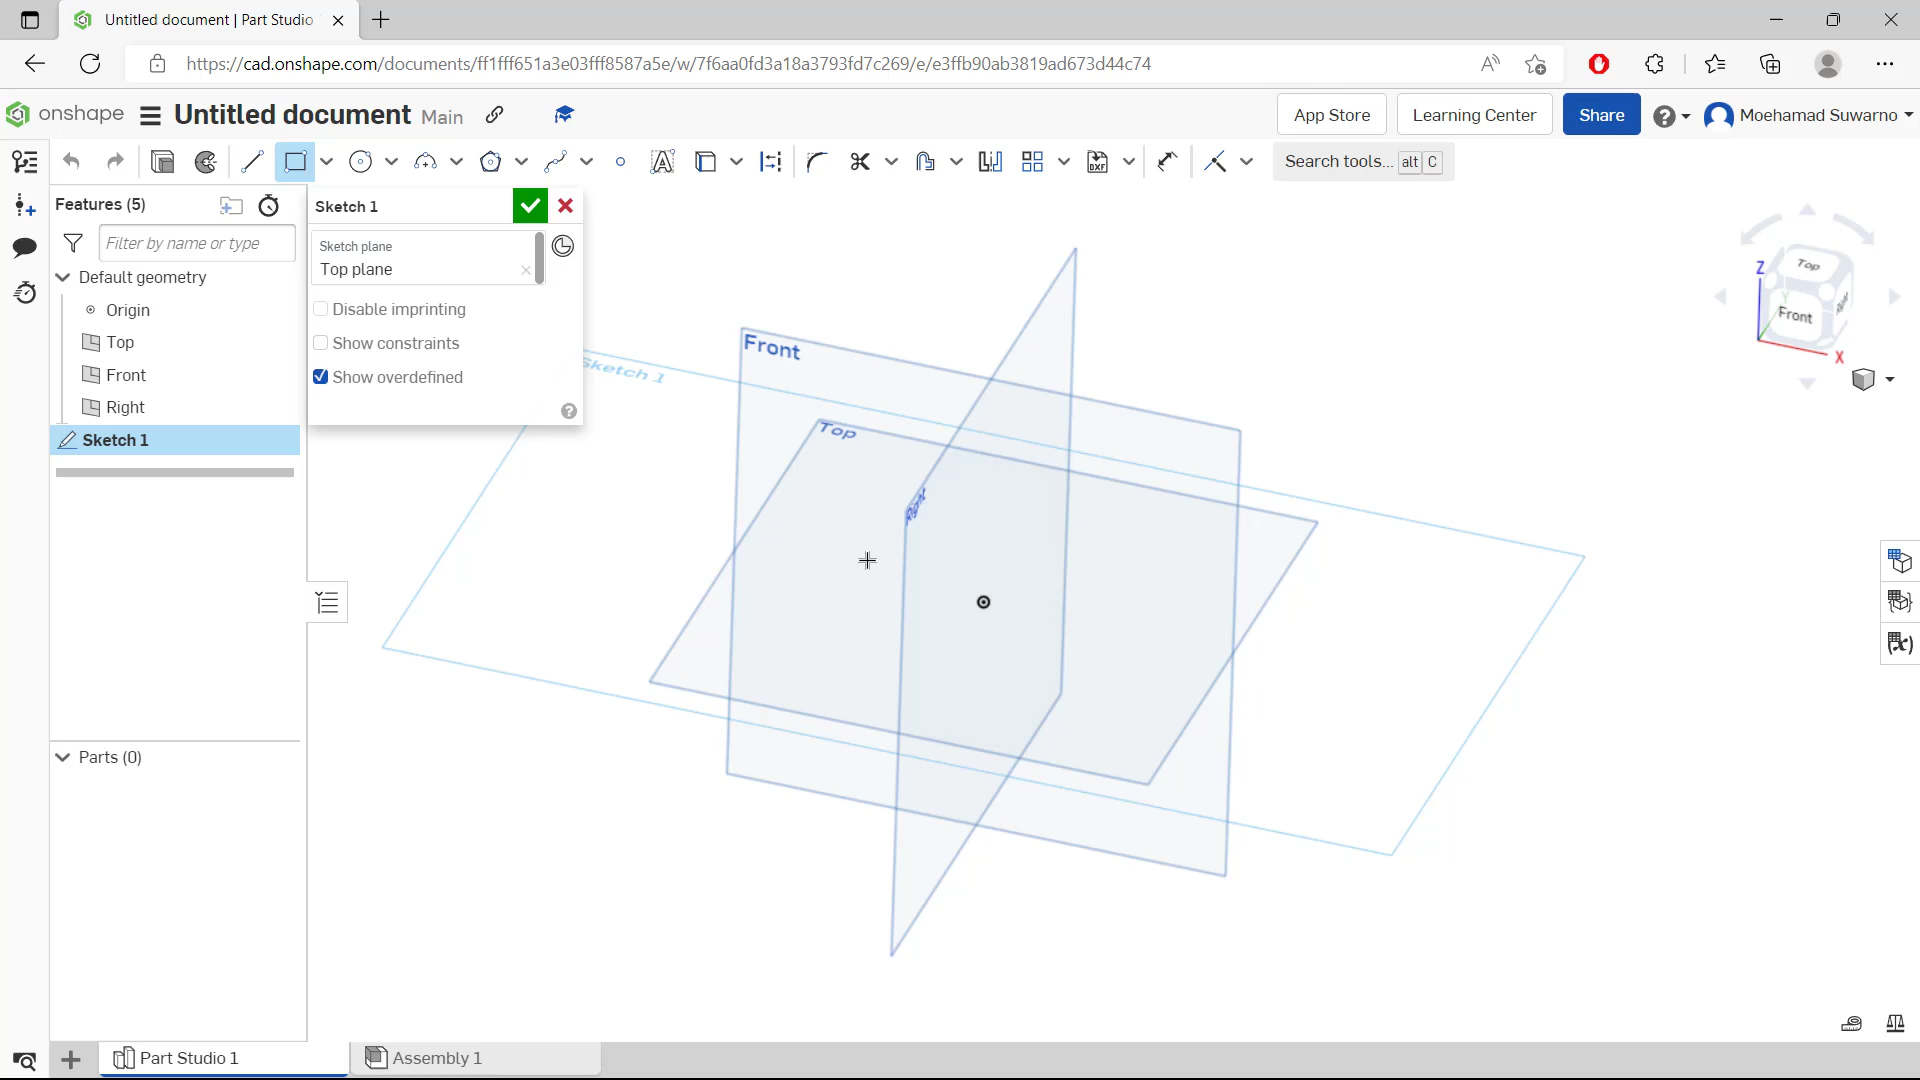 Untitled document | Part Studio
https://cad.onshape.com/documents/ff1fff651a3e03fff8587a5e/w/7f6aa0fd3a18a3793fd7c269/e/e3ffb90ab3819ad673d44c74
onshape
Untitled document Main
App Store
Learning Center
Share
Moehamad Suwarno
Search tools... alt C
Features (5)
Filter by name or type
Default geometry
Origin
Top
Front
Right
Sketch 1
Parts (0)
Sketch 1
Sketch plane
Top plane
Disable imprinting
Show constraints
Show overdefined
Sketch 1
Front
Top
Right
Top
Front
Right
Z
Y
X
Part Studio 1
Assembly 1